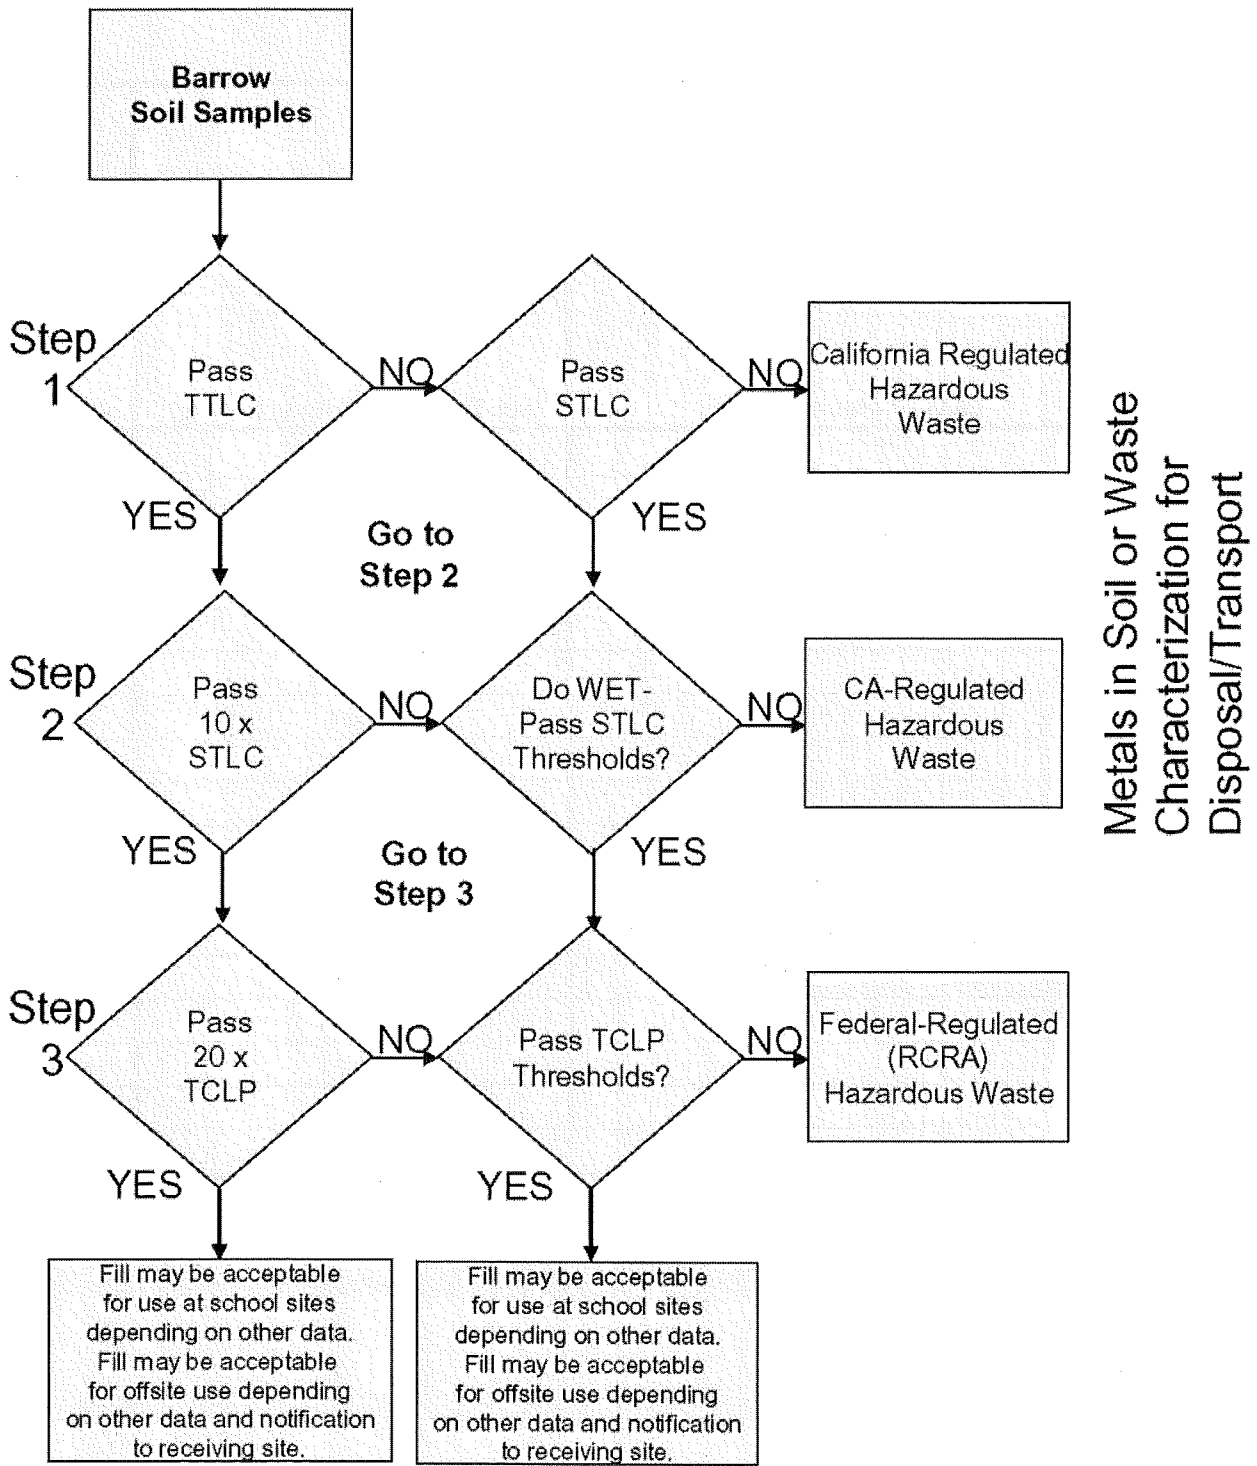 Barrow
Soil Samples
Step
1
Pass
TTLC
NO
Pass
STLC
NO
California Regulated
Hazardous
Waste
YES
Go to
Step 2
YES
Step
2
Pass
10 x
STLC
NO
Do WET-
Pass STLC
Thresholds?
NO
CA-Regulated
Hazardous
Waste
YES
Go to
Step 3
YES
Step
3
Pass
20 x
TCLP
NO
Pass TCLP
Thresholds?
NO
Federal-Regulated
(RCRA)
Hazardous Waste
YES
YES
Fill may be acceptable
for use at school sites
depending on other data.
Fill may be acceptable
for offsite use depending
on other data and notification
to receiving site.
Fill may be acceptable
for use at school sites
depending on other data.
Fill may be acceptable
for offsite use depending
on other data and notification
to receiving site.
Metals in Soil or Waste
Characterization for
Disposal/Transport